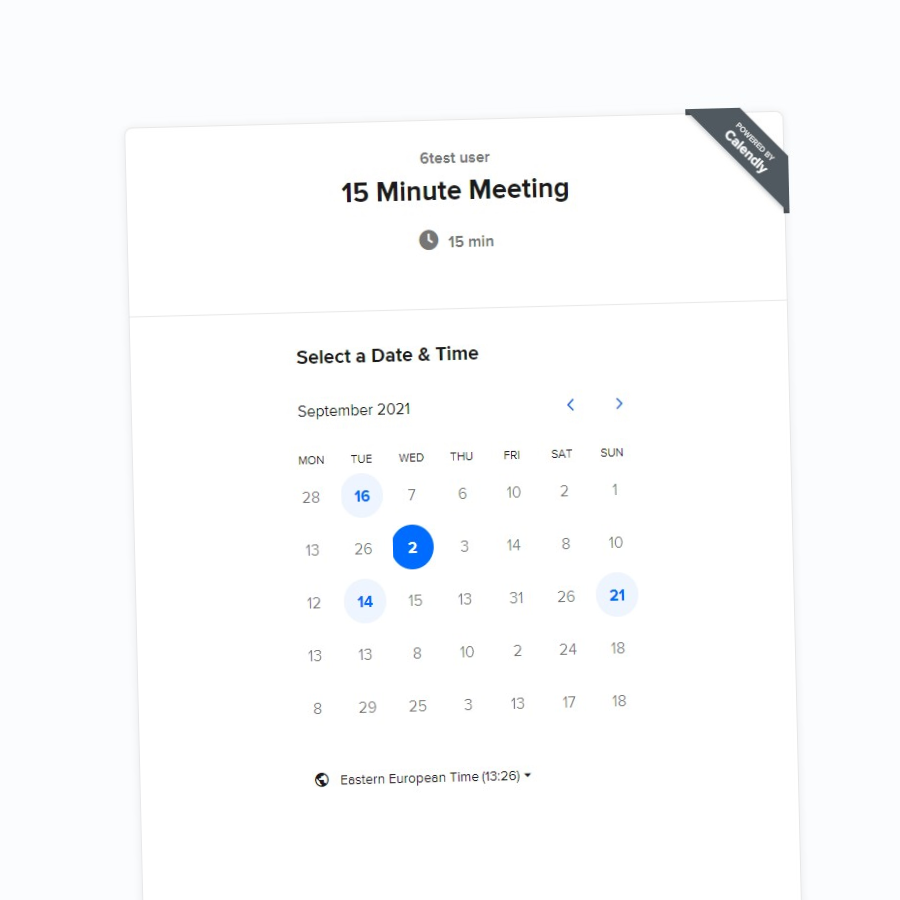 POWERED BY
Calendly
6test user
15 Minute Meeting
15 min
Select a Date & Time
September 2021
MON TUE WED THU FRI SAT SUN
28 16 7 6 10 2 1
13 26 2 3 14 8 10
12 14 15 13 31 26 21
13 13 8 10 2 24 18
8 29 25 3 13 17 18
Eastern European Time (13:26)